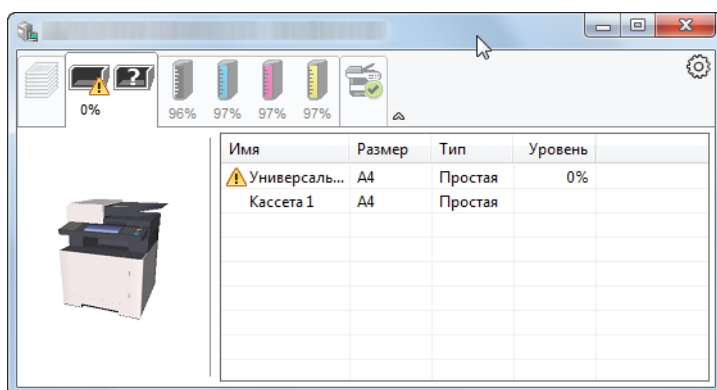 ?
0% 96% 97% 97% 97%
Имя Размер Тип Уровень
Универсаль... A4 Простая 0%
Кассета 1 A4 Простая